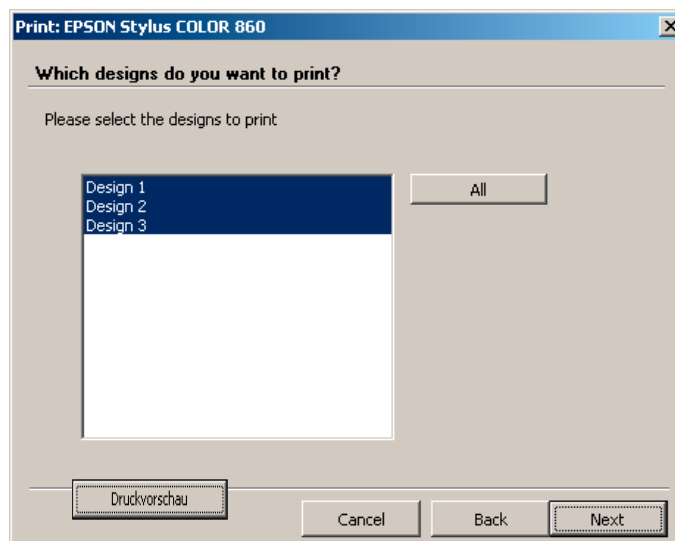 Print: EPSON Stylus COLOR 860
Which designs do you want to print?
Please select the designs to print
Design 1
Design 2
Design 3
All
Druckvorschau
Cancel
Back
Next